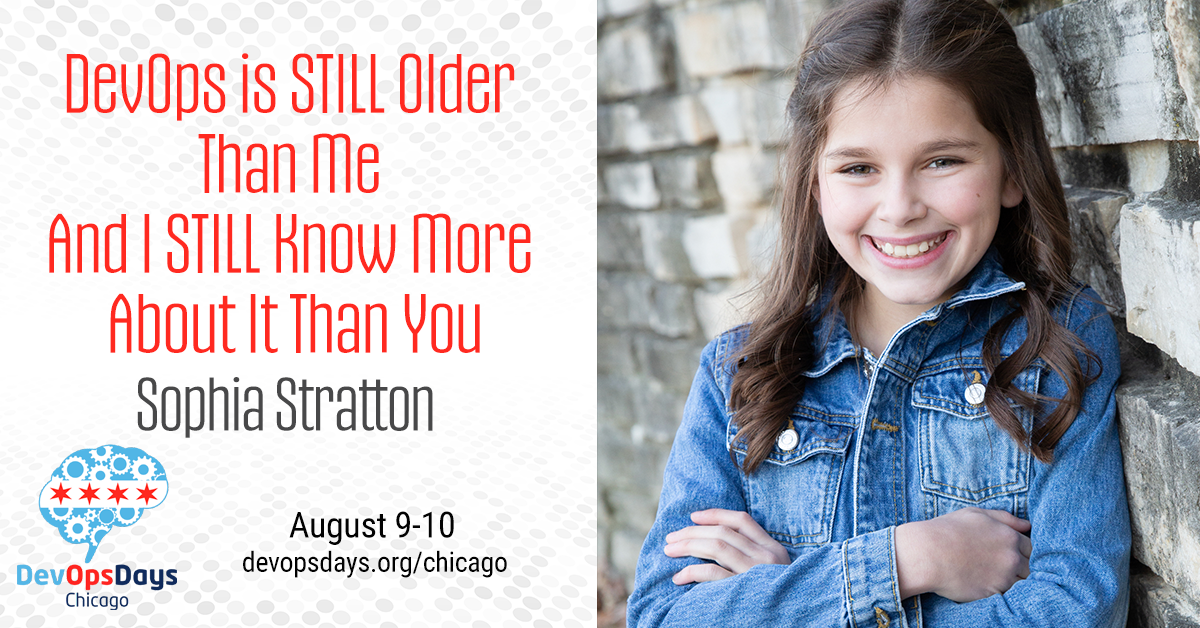 DevOps is STILL Older
Than Me
And I STILL Know More
About It Than You
Sophia Stratton
August 9-10
devopsdays.org/chicago
DevOpsDays
Chicago